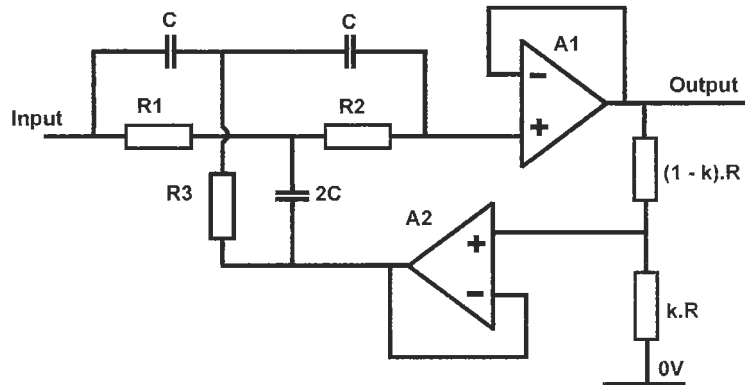 C
C
A1
Output
R1
R2
Input
−
+
(1 - k).R
R3
2C
A2
+
−
k.R
0V